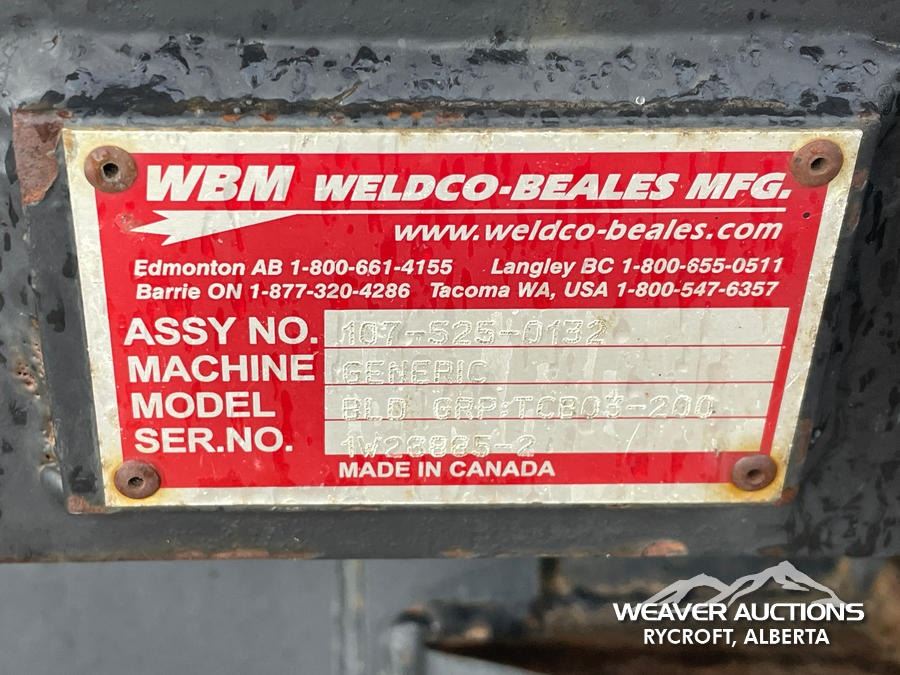 WBM WELDCO-BEALES MFG.
www.weldco-beales.com
Edmonton AB 1-800-661-4155 Langley BC 1-800-655-0511
Barrie ON 1-877-320-4286 Tacoma WA, USA 1-800-547-6357
ASSY NO. 107-525-0132
MACHINE GENERIC
MODEL BLD GRP:TCB03-200
SER.NO. 1W28885-2
MADE IN CANADA
WEAVER AUCTIONS
RYCROFT, ALBERTA